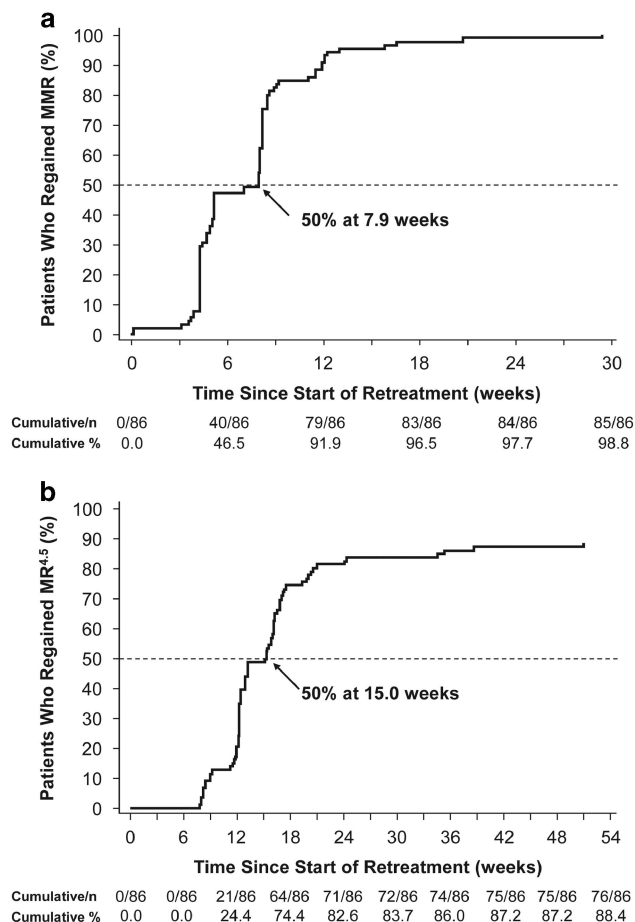 a
Patients Who Regained MMR (%)
100
90
80
70
60
50
40
30
20
10
0
50% at 7.9 weeks
0 6 12 18 24 30
Time Since Start of Retreatment (weeks)
Cumulative/n 0/86 40/86 79/86 83/86 84/86 85/86
Cumulative % 0.0 46.5 91.9 96.5 97.7 98.8
b
Patients Who Regained MR4.5 (%)
100
90
80
70
60
50
40
30
20
10
0
50% at 15.0 weeks
0 6 12 18 24 30 36 42 48 54
Time Since Start of Retreatment (weeks)
Cumulative/n 0/86 0/86 21/86 64/86 71/86 72/86 74/86 75/86 75/86 76/86
Cumulative % 0.0 0.0 24.4 74.4 82.6 83.7 86.0 87.2 87.2 88.4